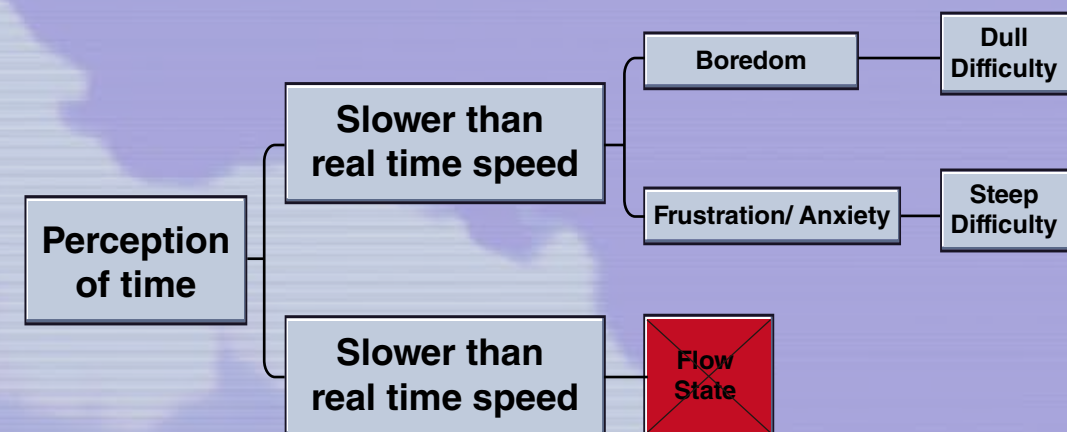 Perception
of time
Slower than
real time speed
Boredom
Dull
Difficulty
Frustration/ Anxiety
Steep
Difficulty
Slower than
real time speed
Flow
State